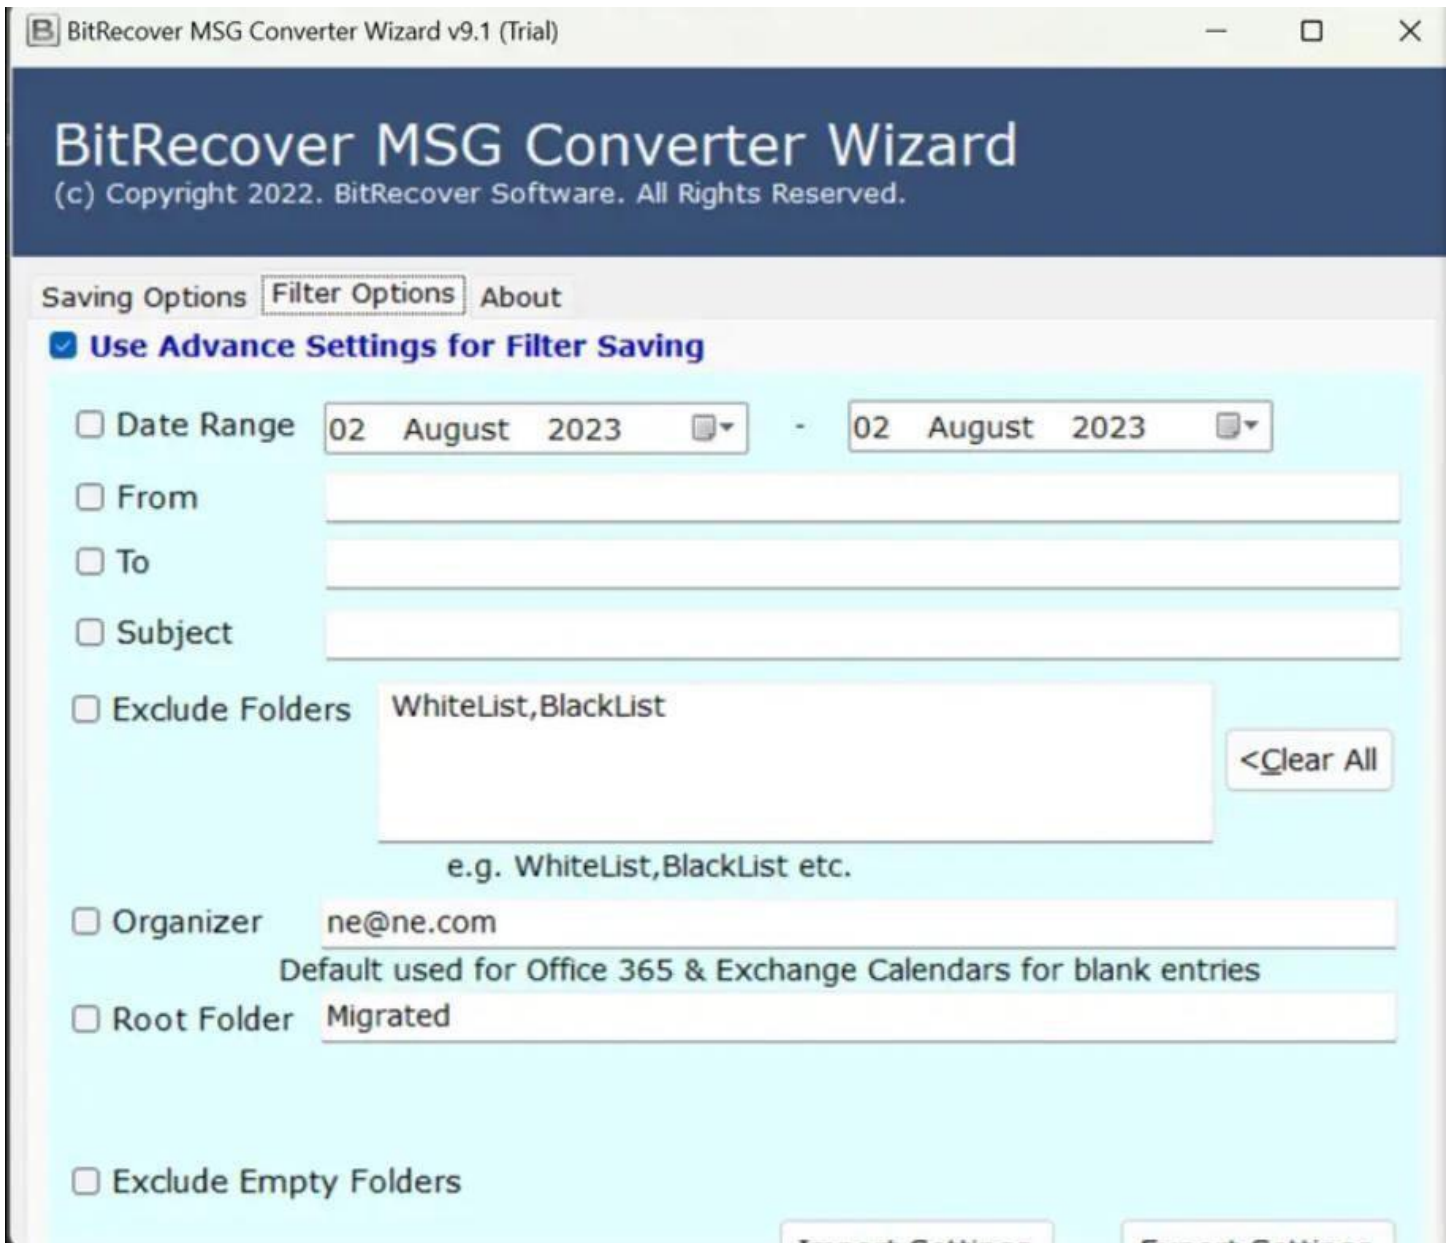 BitRecover MSG Converter Wizard v9.1 (Trial)
BitRecover MSG Converter Wizard
(c) Copyright 2022. BitRecover Software. All Rights Reserved.
Saving Options Filter Options About
Use Advance Settings for Filter Saving
Date Range 02 August 2023 - 02 August 2023
From
To
Subject
Exclude Folders WhiteList,BlackList
<Clear All
e.g. WhiteList,BlackList etc.
Organizer ne@ne.com
Default used for Office 365 & Exchange Calendars for blank entries
Root Folder Migrated
Exclude Empty Folders